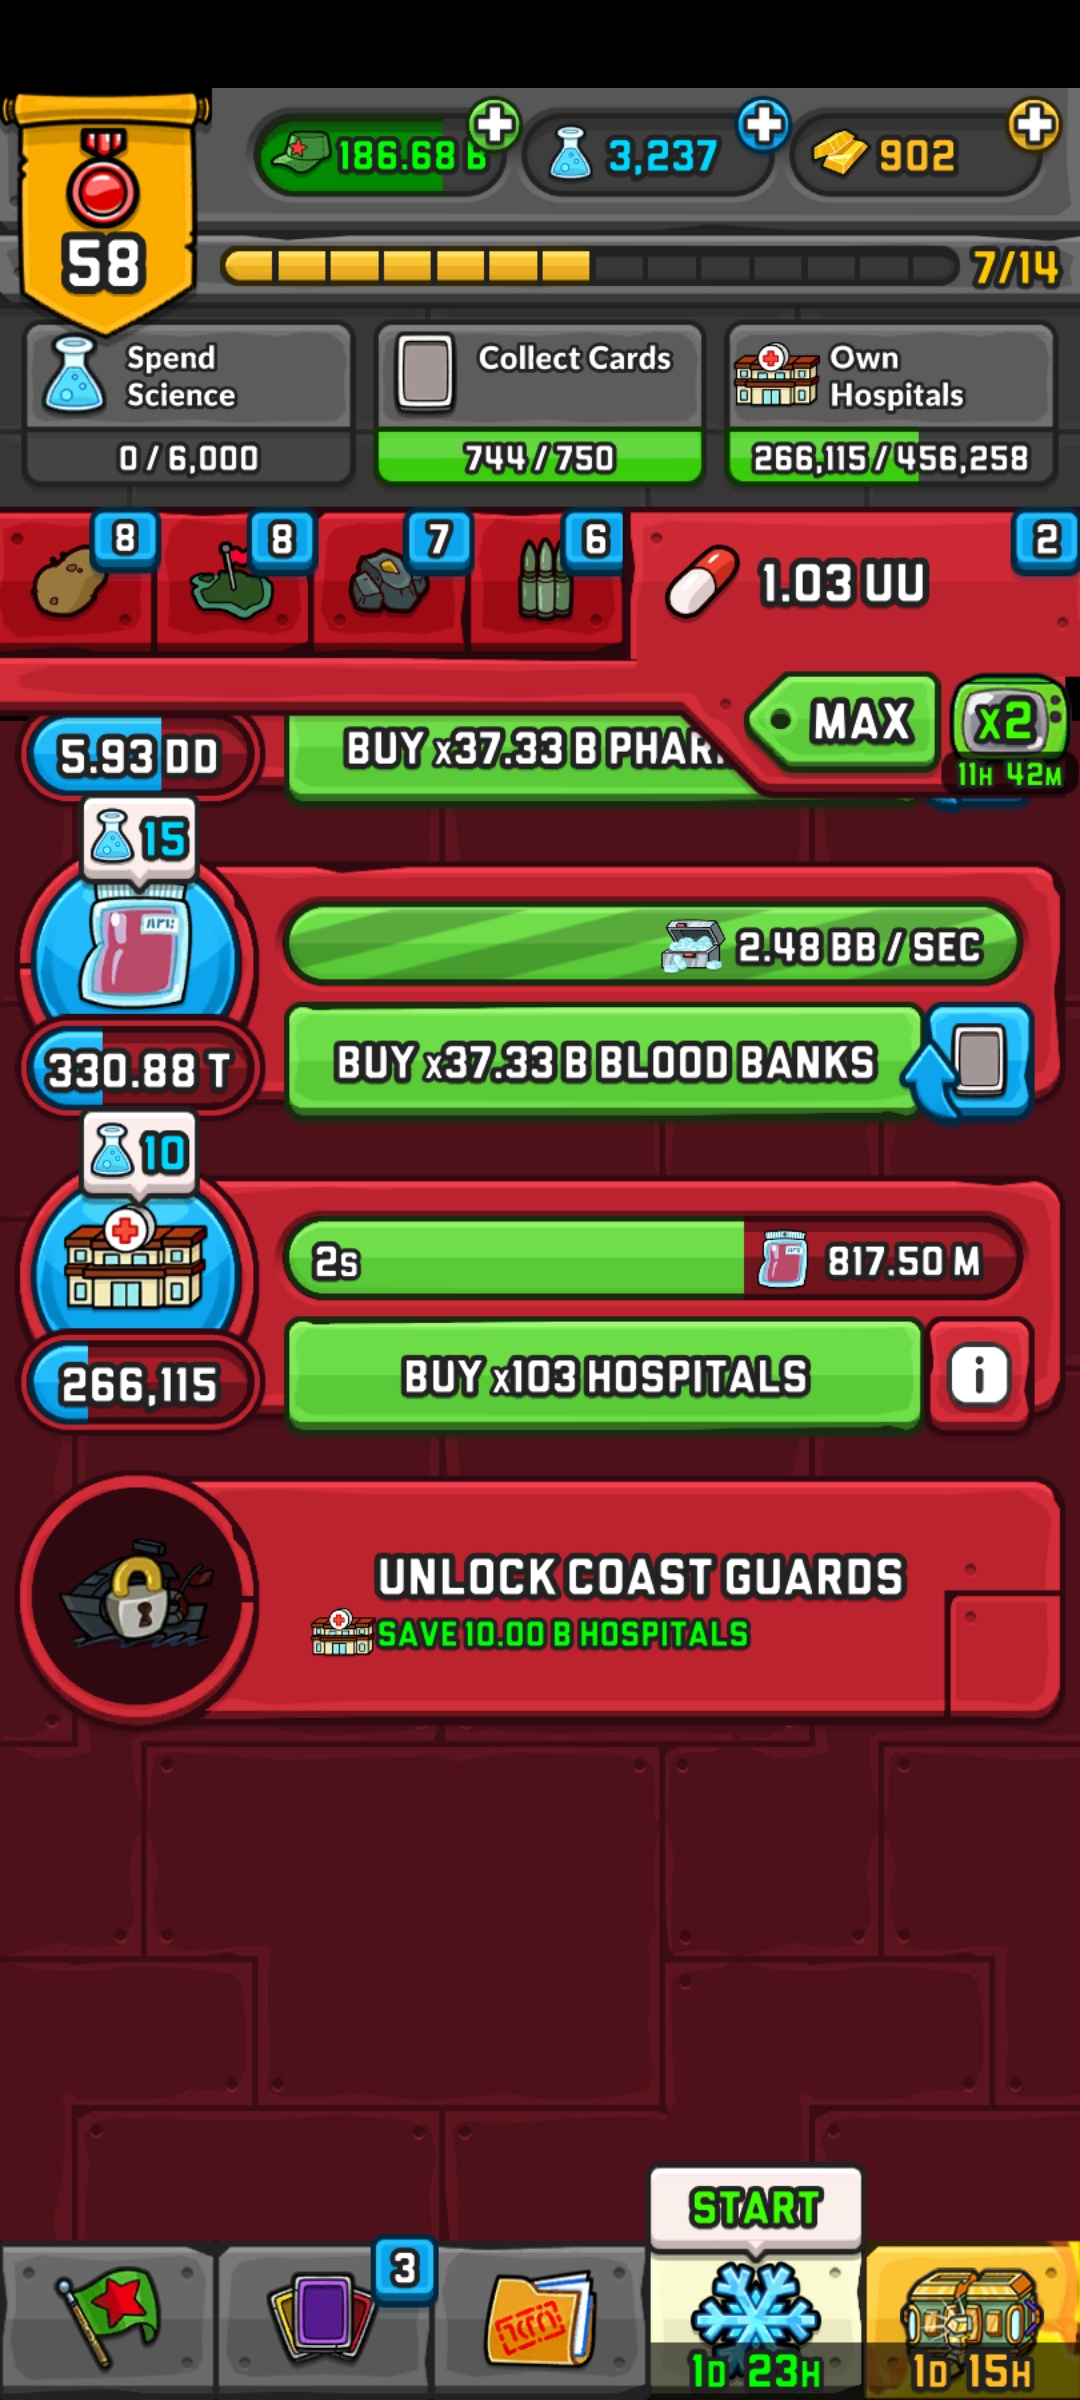 186.68 B
3,237
902
58
7/14
Spend
Science
Collect Cards
Own
Hospitals
0 / 6,000
744 / 750
266,115 / 456,258
8
8
7
6
2
1.03 UU
MAX
x2
11H 42M
5.93 DD
BUY x37.33 B PHAR
15
2.48 BB / SEC
330.88 T
BUY x37.33 B BLOOD BANKS
10
2s
817.50 M
266,115
BUY x103 HOSPITALS
i
UNLOCK COAST GUARDS
SAVE 10.00 B HOSPITALS
START
3
1D 23H
1D 15H